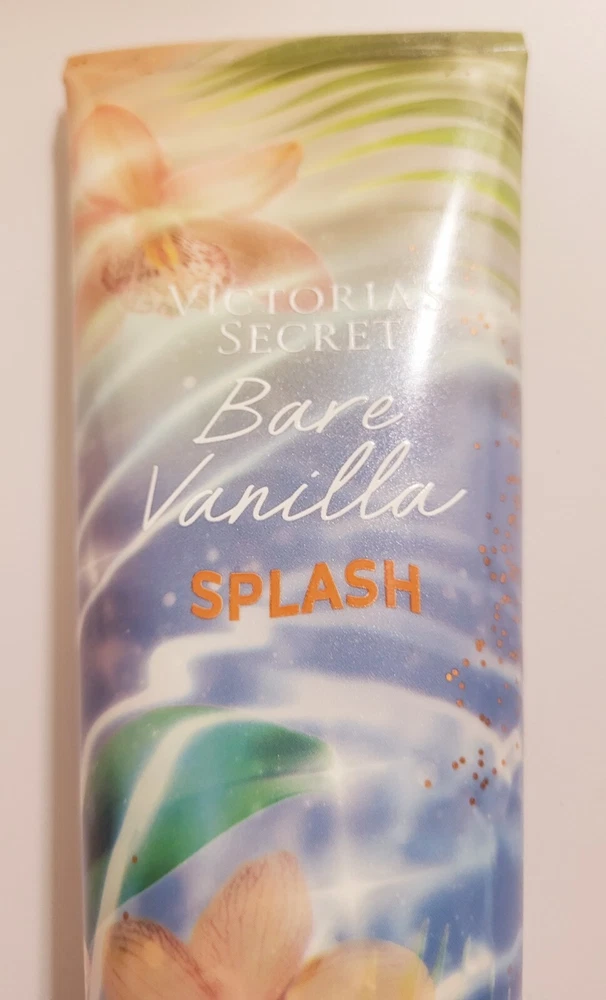 VICTORIA'S
SECRET
Bare
Vanilla
SPLASH